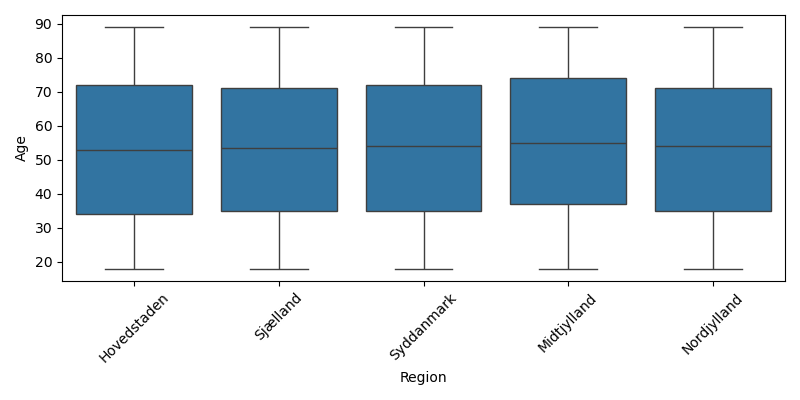 90
80
70
60
50
40
30
20
Age
Hovedstaden
Sjælland
Syddanmark
Midtjylland
Nordjylland
Region